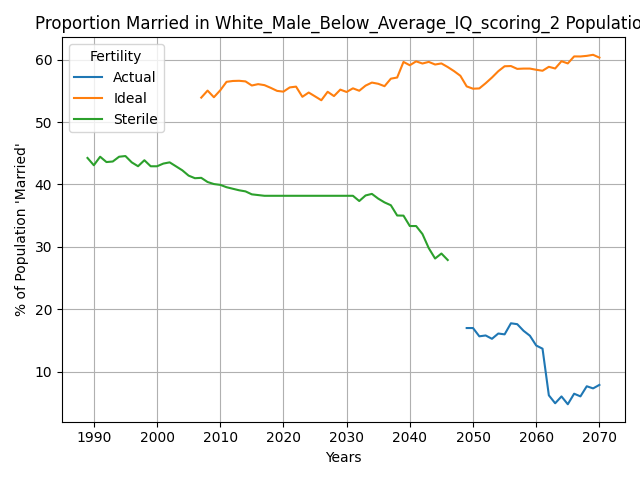 Proportion Married in White_Male_Below_Average_IQ_scoring_2 Populatio
Fertility
Actual
Ideal
Sterile
% of Population 'Married'
60
50
40
30
20
10
1990 2000 2010 2020 2030 2040 2050 2060 2070
Years